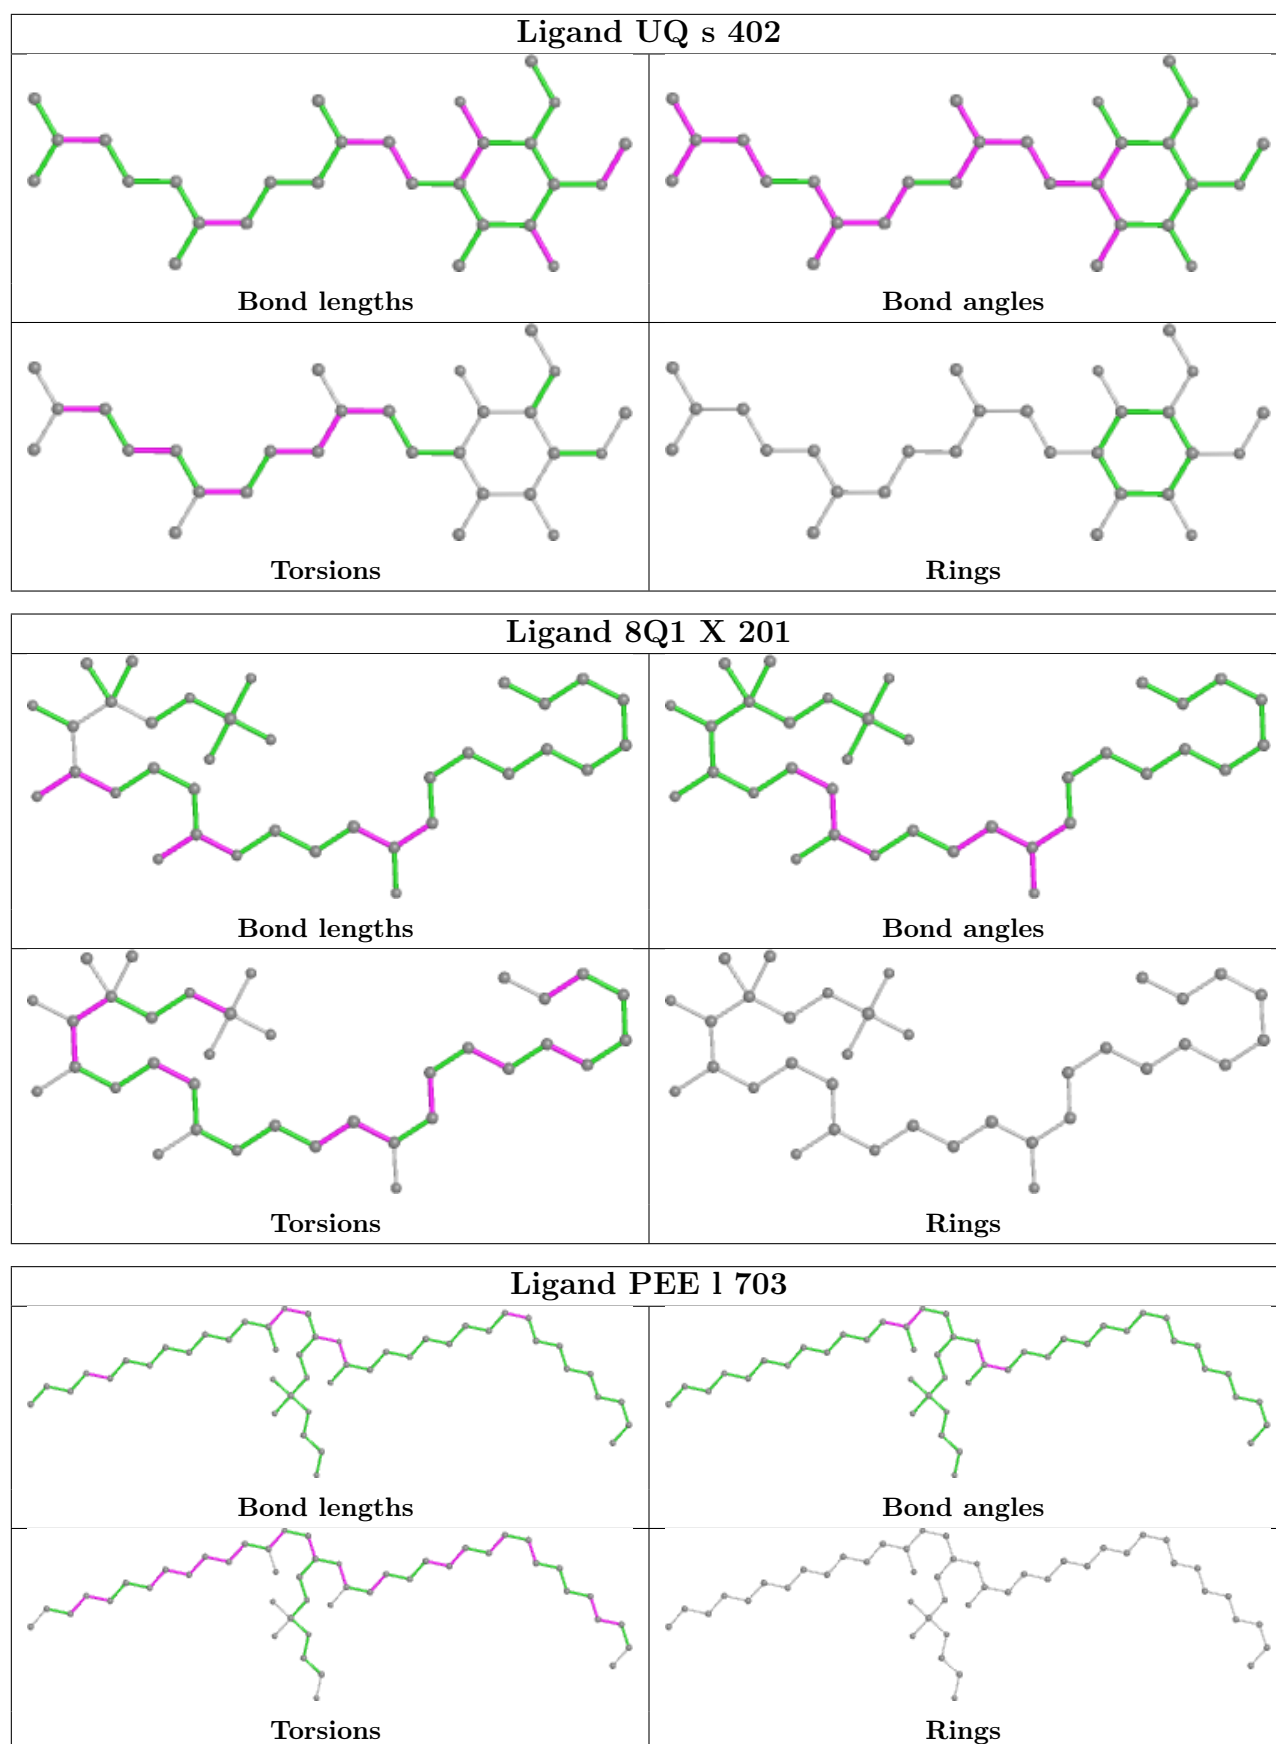 Ligand UQ s 402
Bond lengths
Bond angles
Torsions
Rings
Ligand 8Q1 X 201
Bond lengths
Bond angles
Torsions
Rings
Ligand PEE l 703
Bond lengths
Bond angles
Torsions
Rings